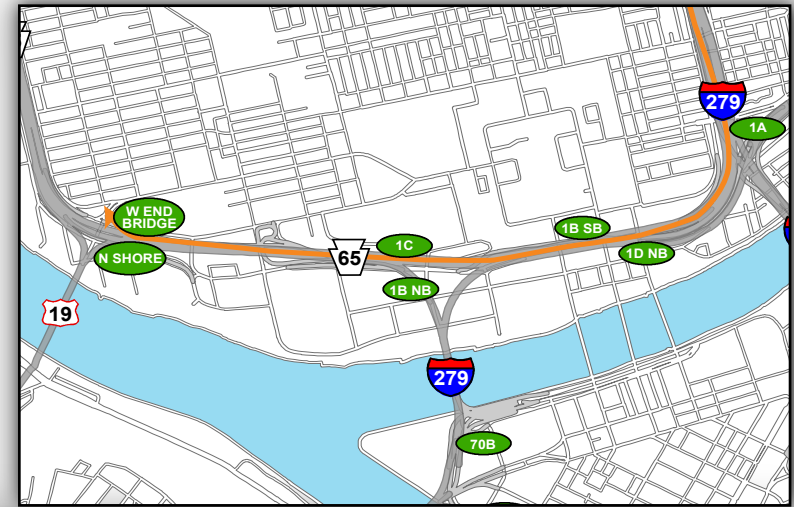 279
1A
W END
BRIDGE
1B SB
1C
N SHORE
65
1D NB
1B NB
19
279
70B